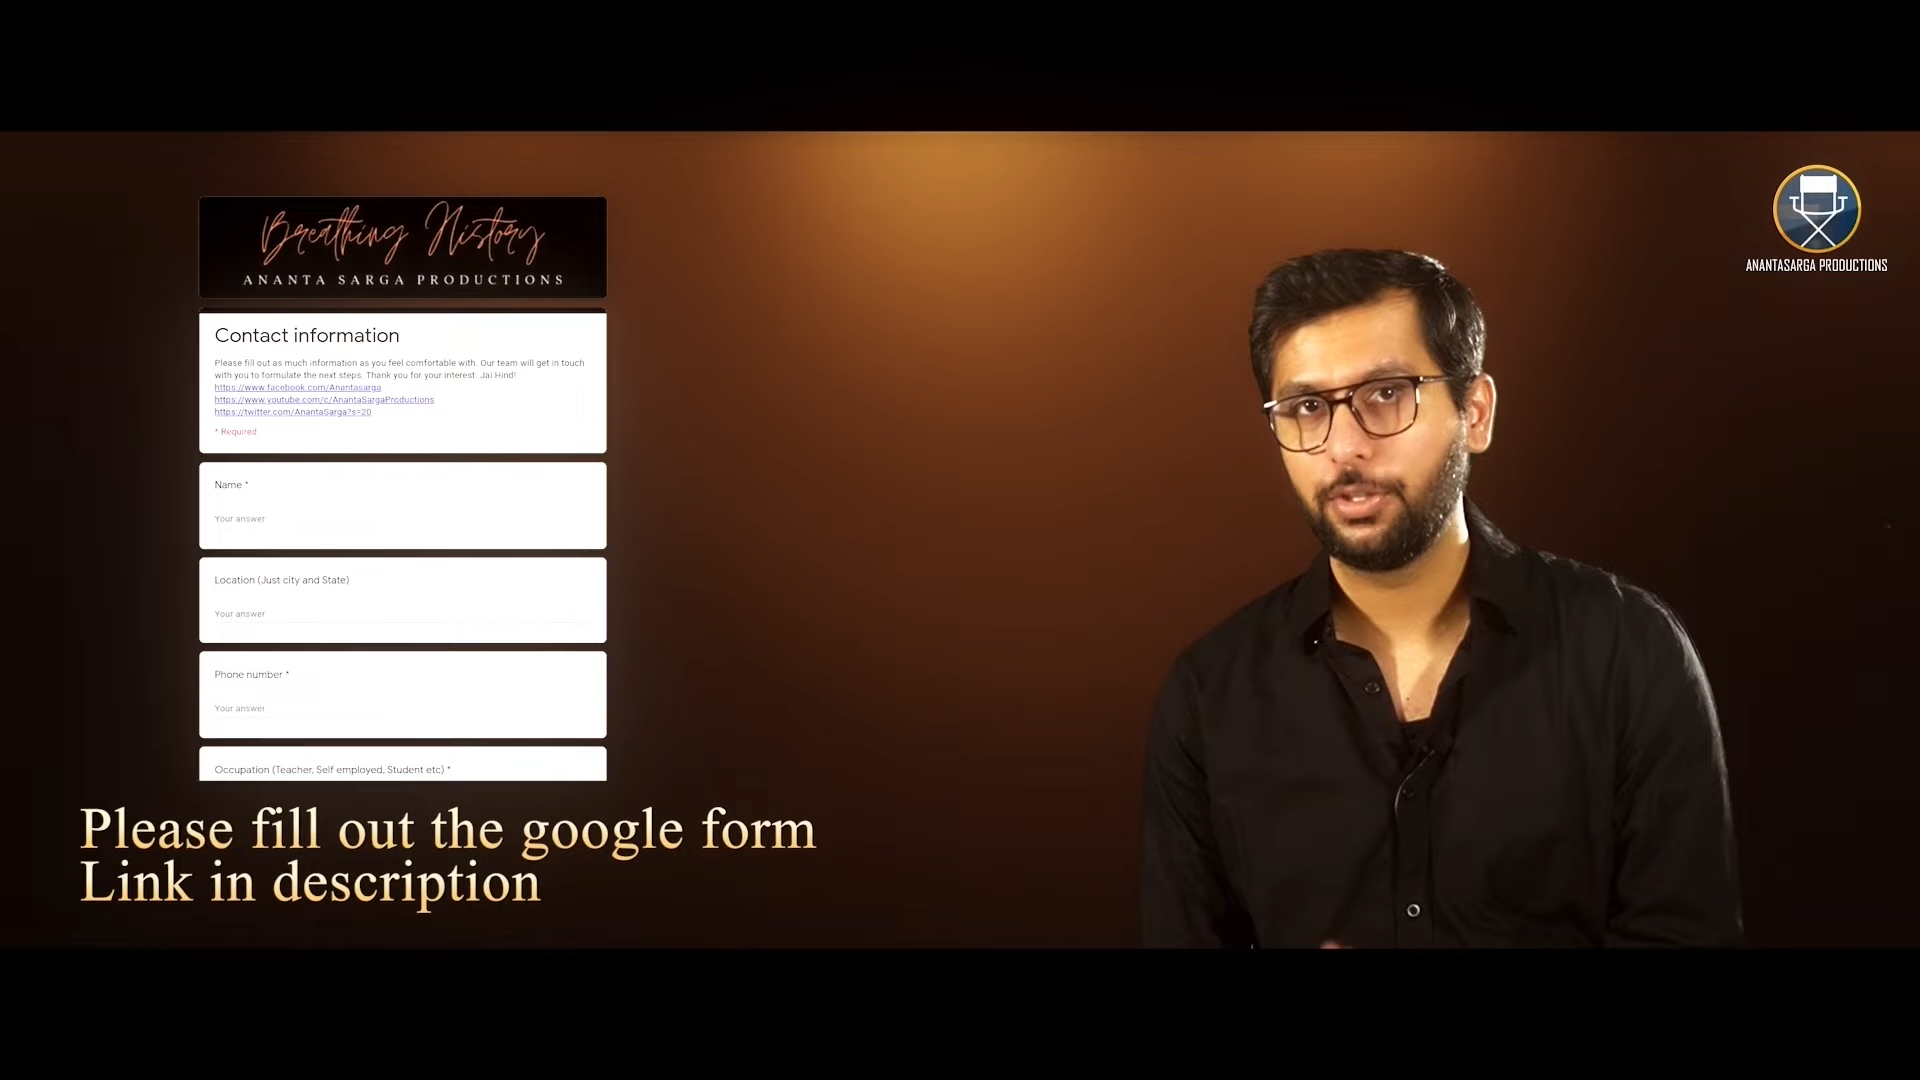 Breathing History
ANANTA SARGA PRODUCTIONS
Contact information
Please fill out as much information as you feel comfortable with. Our team will get in touch
with you to formulate the next steps. Thank you for your interest. Jai Hind!
https://www.facebook.com/Anantasarga
https://www.youtube.com/c/AnantaSargaProductions
https://twitter.com/AnantaSarga?s=20
* Required
Name *
Your answer
Location (Just city and State)
Your answer
Phone number *
Your answer
Occupation (Teacher, Self employed, Student etc) *
Please fill out the google form
Link in description
ANANTASARGA PRODUCTIONS